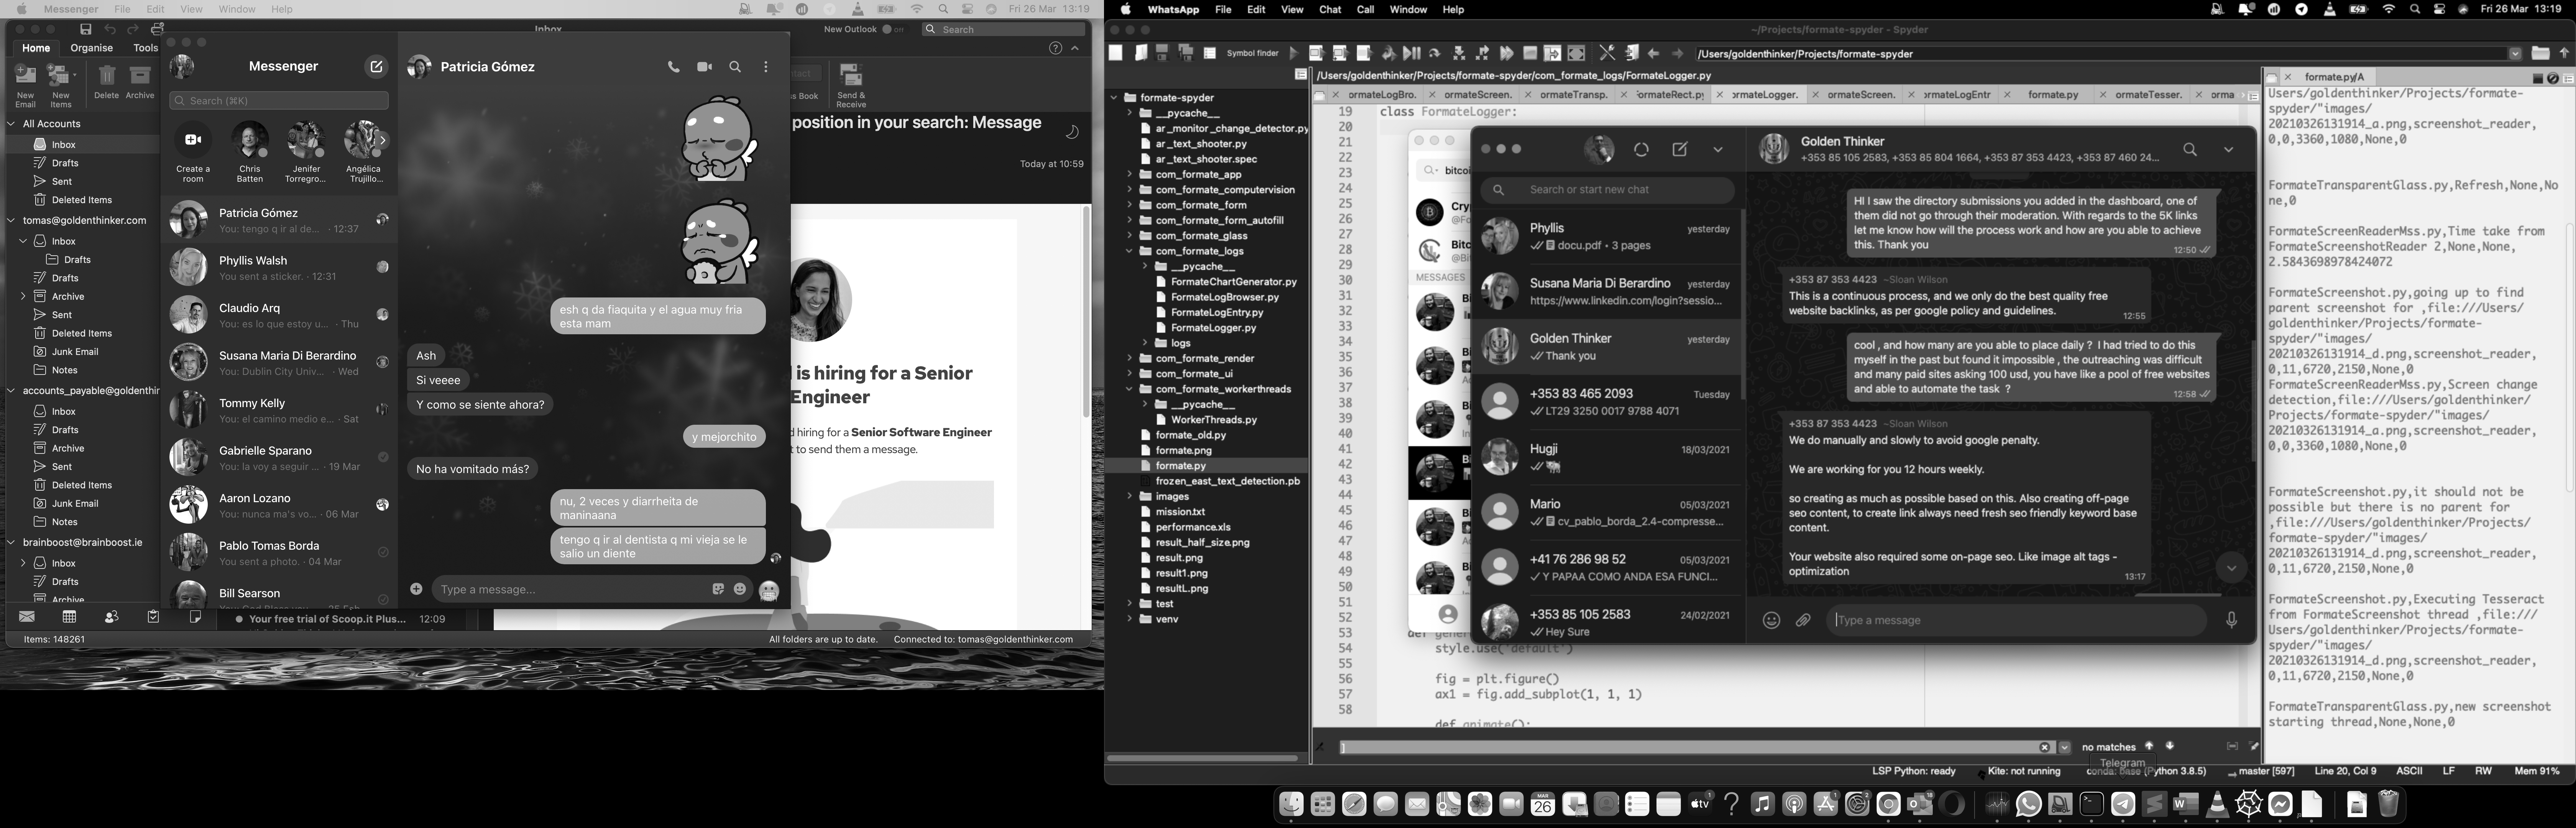 Messenger File Edit View Window Help
Fri 26 Mar 13:19
Inbox
New Outlook
Search
Home Organise Tools
New Email
New Items
Delete
Archive
Send & Receive
All Accounts
Inbox
Drafts
Sent
Deleted Items
tomas@goldenthinker.com
Inbox
Drafts
Drafts
Archive
Sent
Deleted Items
Junk Email
Notes
accounts_payable@goldenthin
Inbox
Drafts
Archive
Sent
Deleted Items
Junk Email
Notes
brainboost@brainboost.ie
Inbox
Drafts
Archive
Items: 148261
Messenger
Search (⌘K)
Create a room
Chris Batten
Jenifer Torregro...
Angélica Trujillo...
Patricia Gómez
You: tengo q ir al de... · 12:37
Phyllis Walsh
You sent a sticker. · 12:31
Claudio Arq
You: es lo que estoy u... · Thu
Susana Maria Di Berardino
You: Dublin City Univ... · Wed
Tommy Kelly
You: el camino medio e... · Sat
Gabrielle Sparano
You: la voy a seguir ... · 19 Mar
Aaron Lozano
You: nunca ma's vo... · 06 Mar
Pablo Tomas Borda
You sent a photo. · 04 Mar
Bill Searson
Patricia Gómez
esh q da fiaquita y el agua muy fria
esta mam
Ash
Si veeee
Y como se siente ahora?
y mejorchito
No ha vomitado más?
nu, 2 veces y diarrheita de
maninaana
tengo q ir al dentista q mi vieja se le
salio un diente
Type a message...
position in your search: Message
Today at 10:59
is hiring for a Senior
Engineer
hiring for a Senior Software Engineer
t to send them a message.
Your free trial of Scoop.it Plus... 12:09
All folders are up to date. Connected to: tomas@goldenthinker.com
WhatsApp File Edit View Chat Call Window Help
Fri 26 Mar 13:19
~/Projects/formate-spyder - Spyder
Symbol finder
/Users/goldenthinker/Projects/formate-spyder
/Users/goldenthinker/Projects/formate-spyder/com_formate_logs/FormateLogger.py
ormateLogBro. ormateScreen. ormateTransp. ormateRect.py ormateLogger. ormateScreen. ormateLogEntr formate.py ormateTesser. orma
formate-spyder
__pycache__
ar_monitor_change_detector.py
ar_text_shooter.py
ar_text_shooter.spec
com_formate_app
com_formate_computervision
com_formate_form
com_formate_form_autofill
com_formate_glass
com_formate_logs
__pycache__
FormateChartGenerator.py
FormateLogBrowser.py
FormateLogEntry.py
FormateLogger.py
logs
com_formate_render
com_formate_ui
com_formate_workerthreads
__pycache__
WorkerThreads.py
formate_old.py
formate.png
formate.py
frozen_east_text_detection.pb
images
mission.txt
performance.xls
result_half_size.png
result.png
result1.png
resultL.png
test
venv
19 class FormateLogger:
20
21
22
23
24
25
26
27
28
29
30
31
32
33
34
35
36
37
38
39
40
41
42
43
44
45
46
47
48
49
50
51
52
53
54 style.use('default')
55
56 fig = plt.figure()
57 ax1 = fig.add_subplot(1, 1, 1)
58
def animate():
bitcoi
MESSAGES
Search or start new chat
Phyllis yesterday
docu.pdf • 3 pages
Susana Maria Di Berardino yesterday
https://www.linkedin.com/login?sessio...
Golden Thinker yesterday
Thank you
+353 83 465 2093 Tuesday
LT29 3250 0017 9788 4071
Hugji 18/03/2021
Mario 05/03/2021
cv_pablo_borda_2.4-compresse...
+41 76 286 98 52 05/03/2021
Y PAPAA COMO ANDA ESA FUNCI...
+353 85 105 2583 24/02/2021
Hey Sure
Golden Thinker
+353 85 105 2583, +353 85 804 1664, +353 87 353 4423, +353 87 460 24...
HI I saw the directory submissions you added in the dashboard, one of
them did not go through their moderation. With regards to the 5K links
let me know how will the process work and how are you able to achieve
this. Thank you
12:50
+353 87 353 4423 ~Sloan Wilson
This is a continuous process, and we only do the best quality free
website backlinks, as per google policy and guidelines.
12:55
cool , and how many are you able to place daily ? I had tried to do this
myself in the past but found it impossible , the outreaching was difficult
and many paid sites asking 100 usd, you have like a pool of free websites
and able to automate the task ?
12:58
+353 87 353 4423 ~Sloan Wilson
We do manually and slowly to avoid google penalty.
We are working for you 12 hours weekly.
so creating as much as possible based on this. Also creating off-page
seo content, to create link always need fresh seo friendly keyword base
content.
Your website also required some on-page seo. Like image alt tags -
optimization
13:17
Type a message
no matches
Telegram
LSP Python: ready Kite: not running conda: base (Python 3.8.5) master [597] Line 20, Col 9 ASCII LF RW Mem 91%
formate.py/A
Users/goldenthinker/Projects/formate-
spyder/"images/
20210326131914_a.png,screenshot_reader,
0,0,3360,1080,None,0
FormateTransparentGlass.py,Refresh,None,No
ne,0
FormateScreenReaderMss.py,Time take from
FormateScreenshotReader 2,None,None,
2.5843698978424072
FormateScreenshot.py,going up to find
parent screenshot for ,file:///Users/
goldenthinker/Projects/formate-
spyder/"images/
20210326131914_d.png,screenshot_reader,
0,11,6720,2150,None,0
FormateScreenReaderMss.py,Screen change
detection,file:///Users/goldenthinker/
Projects/formate-spyder/"images/
20210326131914_a.png,screenshot_reader,
0,0,3360,1080,None,0
FormateScreenshot.py,it should not be
possible but there is no parent for
,file:///Users/goldenthinker/Projects/
formate-spyder/"images/
20210326131914_d.png,screenshot_reader,
0,11,6720,2150,None,0
FormateScreenshot.py,Executing Tesseract
from FormateScreenshot thread ,file:///
Users/goldenthinker/Projects/formate-
spyder/"images/
20210326131914_d.png,screenshot_reader,
0,11,6720,2150,None,0
FormateTransparentGlass.py,new screenshot
starting thread,None,None,0
MAR
26